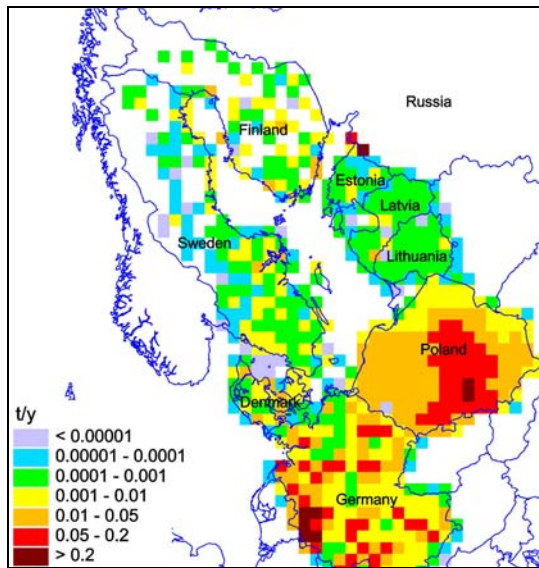 Russia
Finland
Estonia
Latvia
Sweden
Lithuania
Poland
Denmark
t/y
< 0.00001
0.00001 - 0.0001
0.0001 - 0.001
0.001 - 0.01
0.01 - 0.05
0.05 - 0.2
> 0.2
Germany